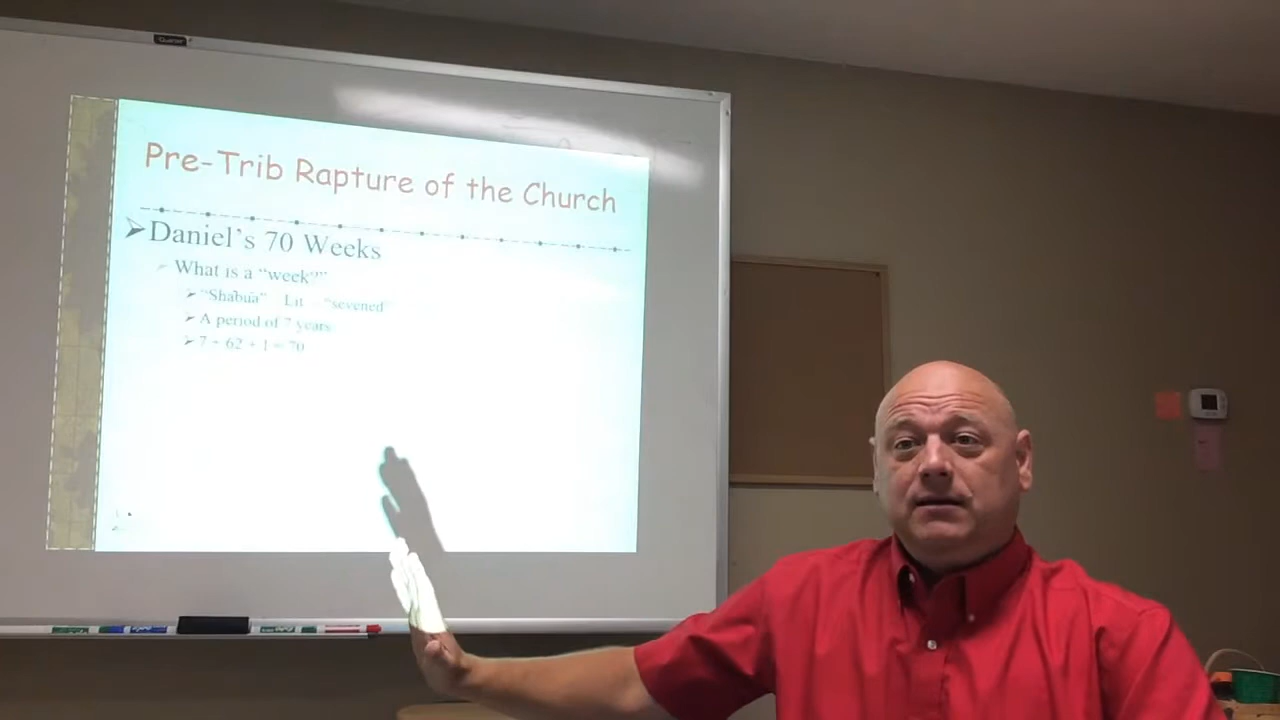 Quartet
Pre-Trib Rapture of the Church
Daniel's 70 Weeks
What is a "week?"
"Shabua" Lit "sevened"
A period of 7 years
7 + 62 + 1 = 70